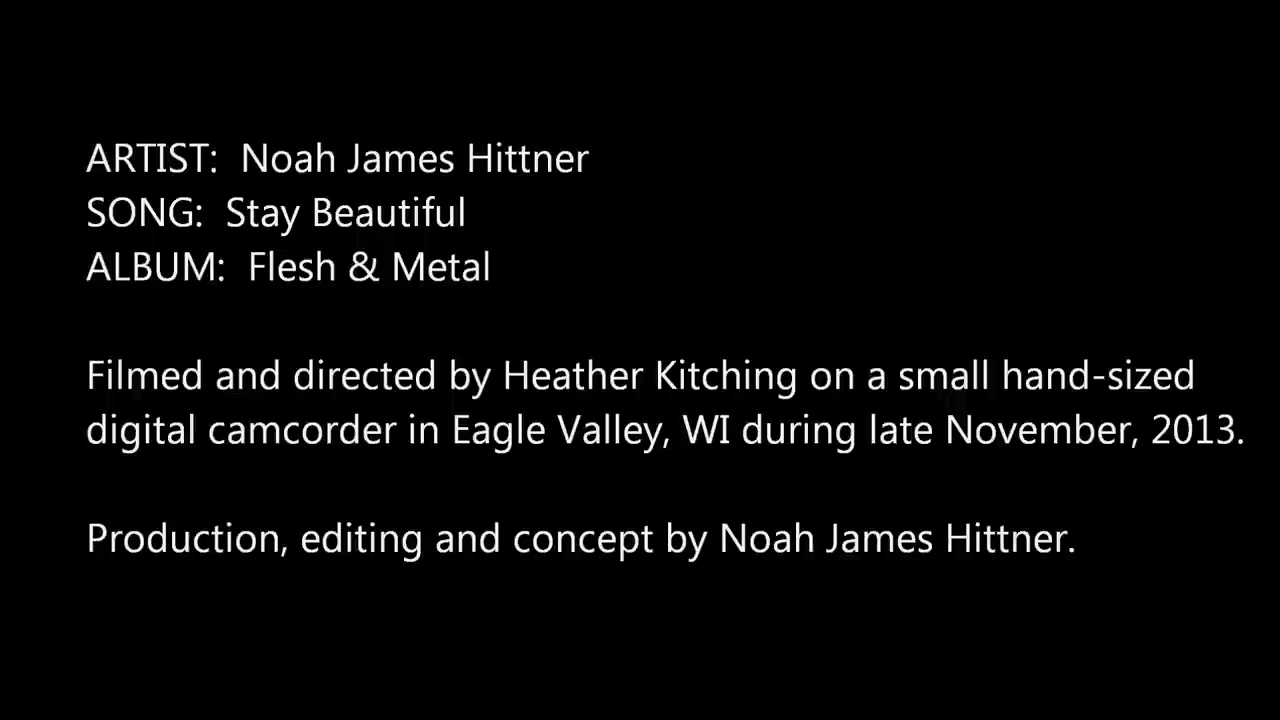 ARTIST:  Noah James Hittner
SONG:  Stay Beautiful
ALBUM:  Flesh & Metal
Filmed and directed by Heather Kitching on a small hand-sized
digital camcorder in Eagle Valley, WI during late November, 2013.
Production, editing and concept by Noah James Hittner.